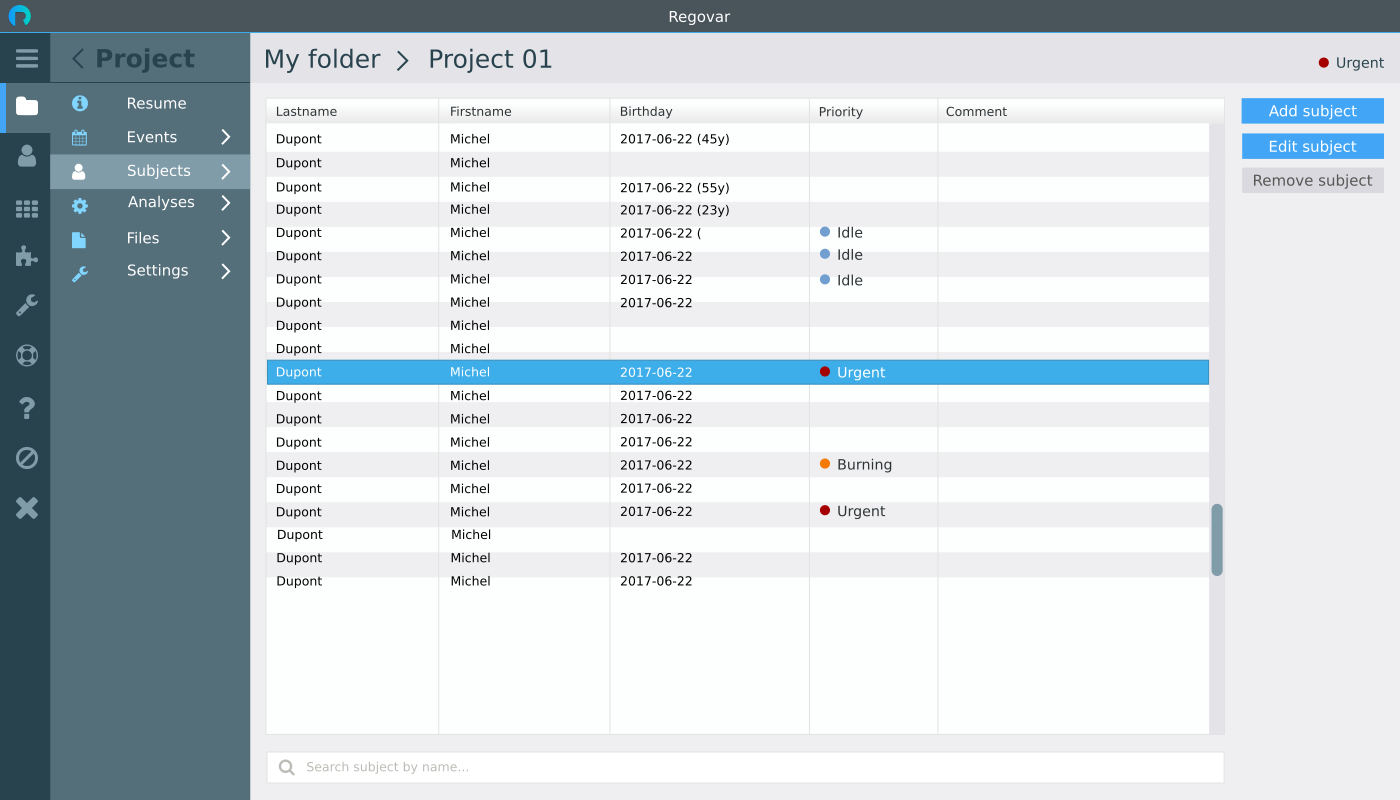 Regovar
Project
My folder Project 01
Urgent
Resume
Events
Subjects
Analyses
Files
Settings
Lastname Firstname Birthday Priority Comment
Dupont Michel 2017-06-22 (45y)
Dupont Michel
Dupont Michel 2017-06-22 (55y)
Dupont Michel 2017-06-22 (23y)
Dupont Michel 2017-06-22 ( Idle
Dupont Michel 2017-06-22 Idle
Dupont Michel 2017-06-22 Idle
Dupont Michel 2017-06-22
Dupont Michel
Dupont Michel
Dupont Michel 2017-06-22 Urgent
Dupont Michel 2017-06-22
Dupont Michel 2017-06-22
Dupont Michel 2017-06-22
Dupont Michel 2017-06-22 Burning
Dupont Michel 2017-06-22
Dupont Michel 2017-06-22 Urgent
Dupont Michel
Dupont Michel 2017-06-22
Dupont Michel 2017-06-22
Search subject by name...
Add subject
Edit subject
Remove subject